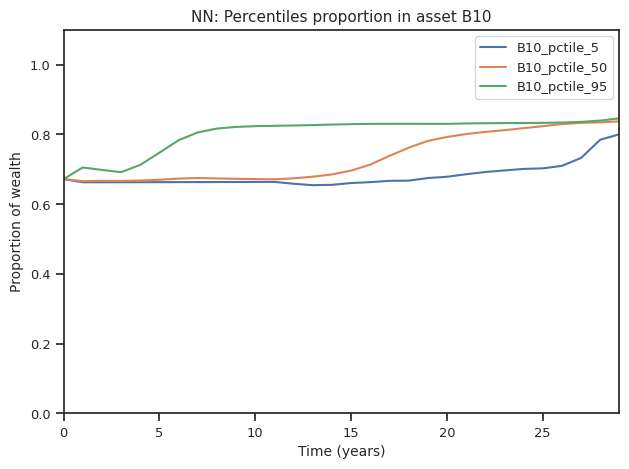 NN: Percentiles proportion in asset B10
B10_pctile_5
B10_pctile_50
B10_pctile_95
Proportion of wealth
1.0
0.8
0.6
0.4
0.2
0.0
0 5 10 15 20 25
Time (years)